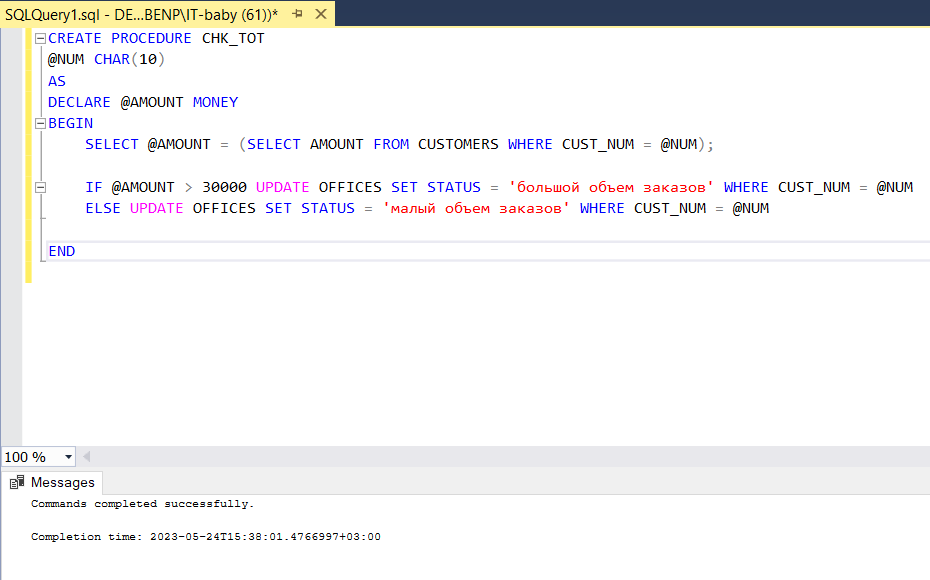 SQLQuery1.sql - DE...BENP\IT-baby (61))*
CREATE PROCEDURE CHK_TOT
@NUM CHAR(10)
AS
DECLARE @AMOUNT MONEY
BEGIN
SELECT @AMOUNT = (SELECT AMOUNT FROM CUSTOMERS WHERE CUST_NUM = @NUM);
IF @AMOUNT > 30000 UPDATE OFFICES SET STATUS = 'большой объем заказов' WHERE CUST_NUM = @NUM
ELSE UPDATE OFFICES SET STATUS = 'малый объем заказов' WHERE CUST_NUM = @NUM
END
100 %
Messages
Commands completed successfully.
Completion time: 2023-05-24T15:38:01.4766997+03:00